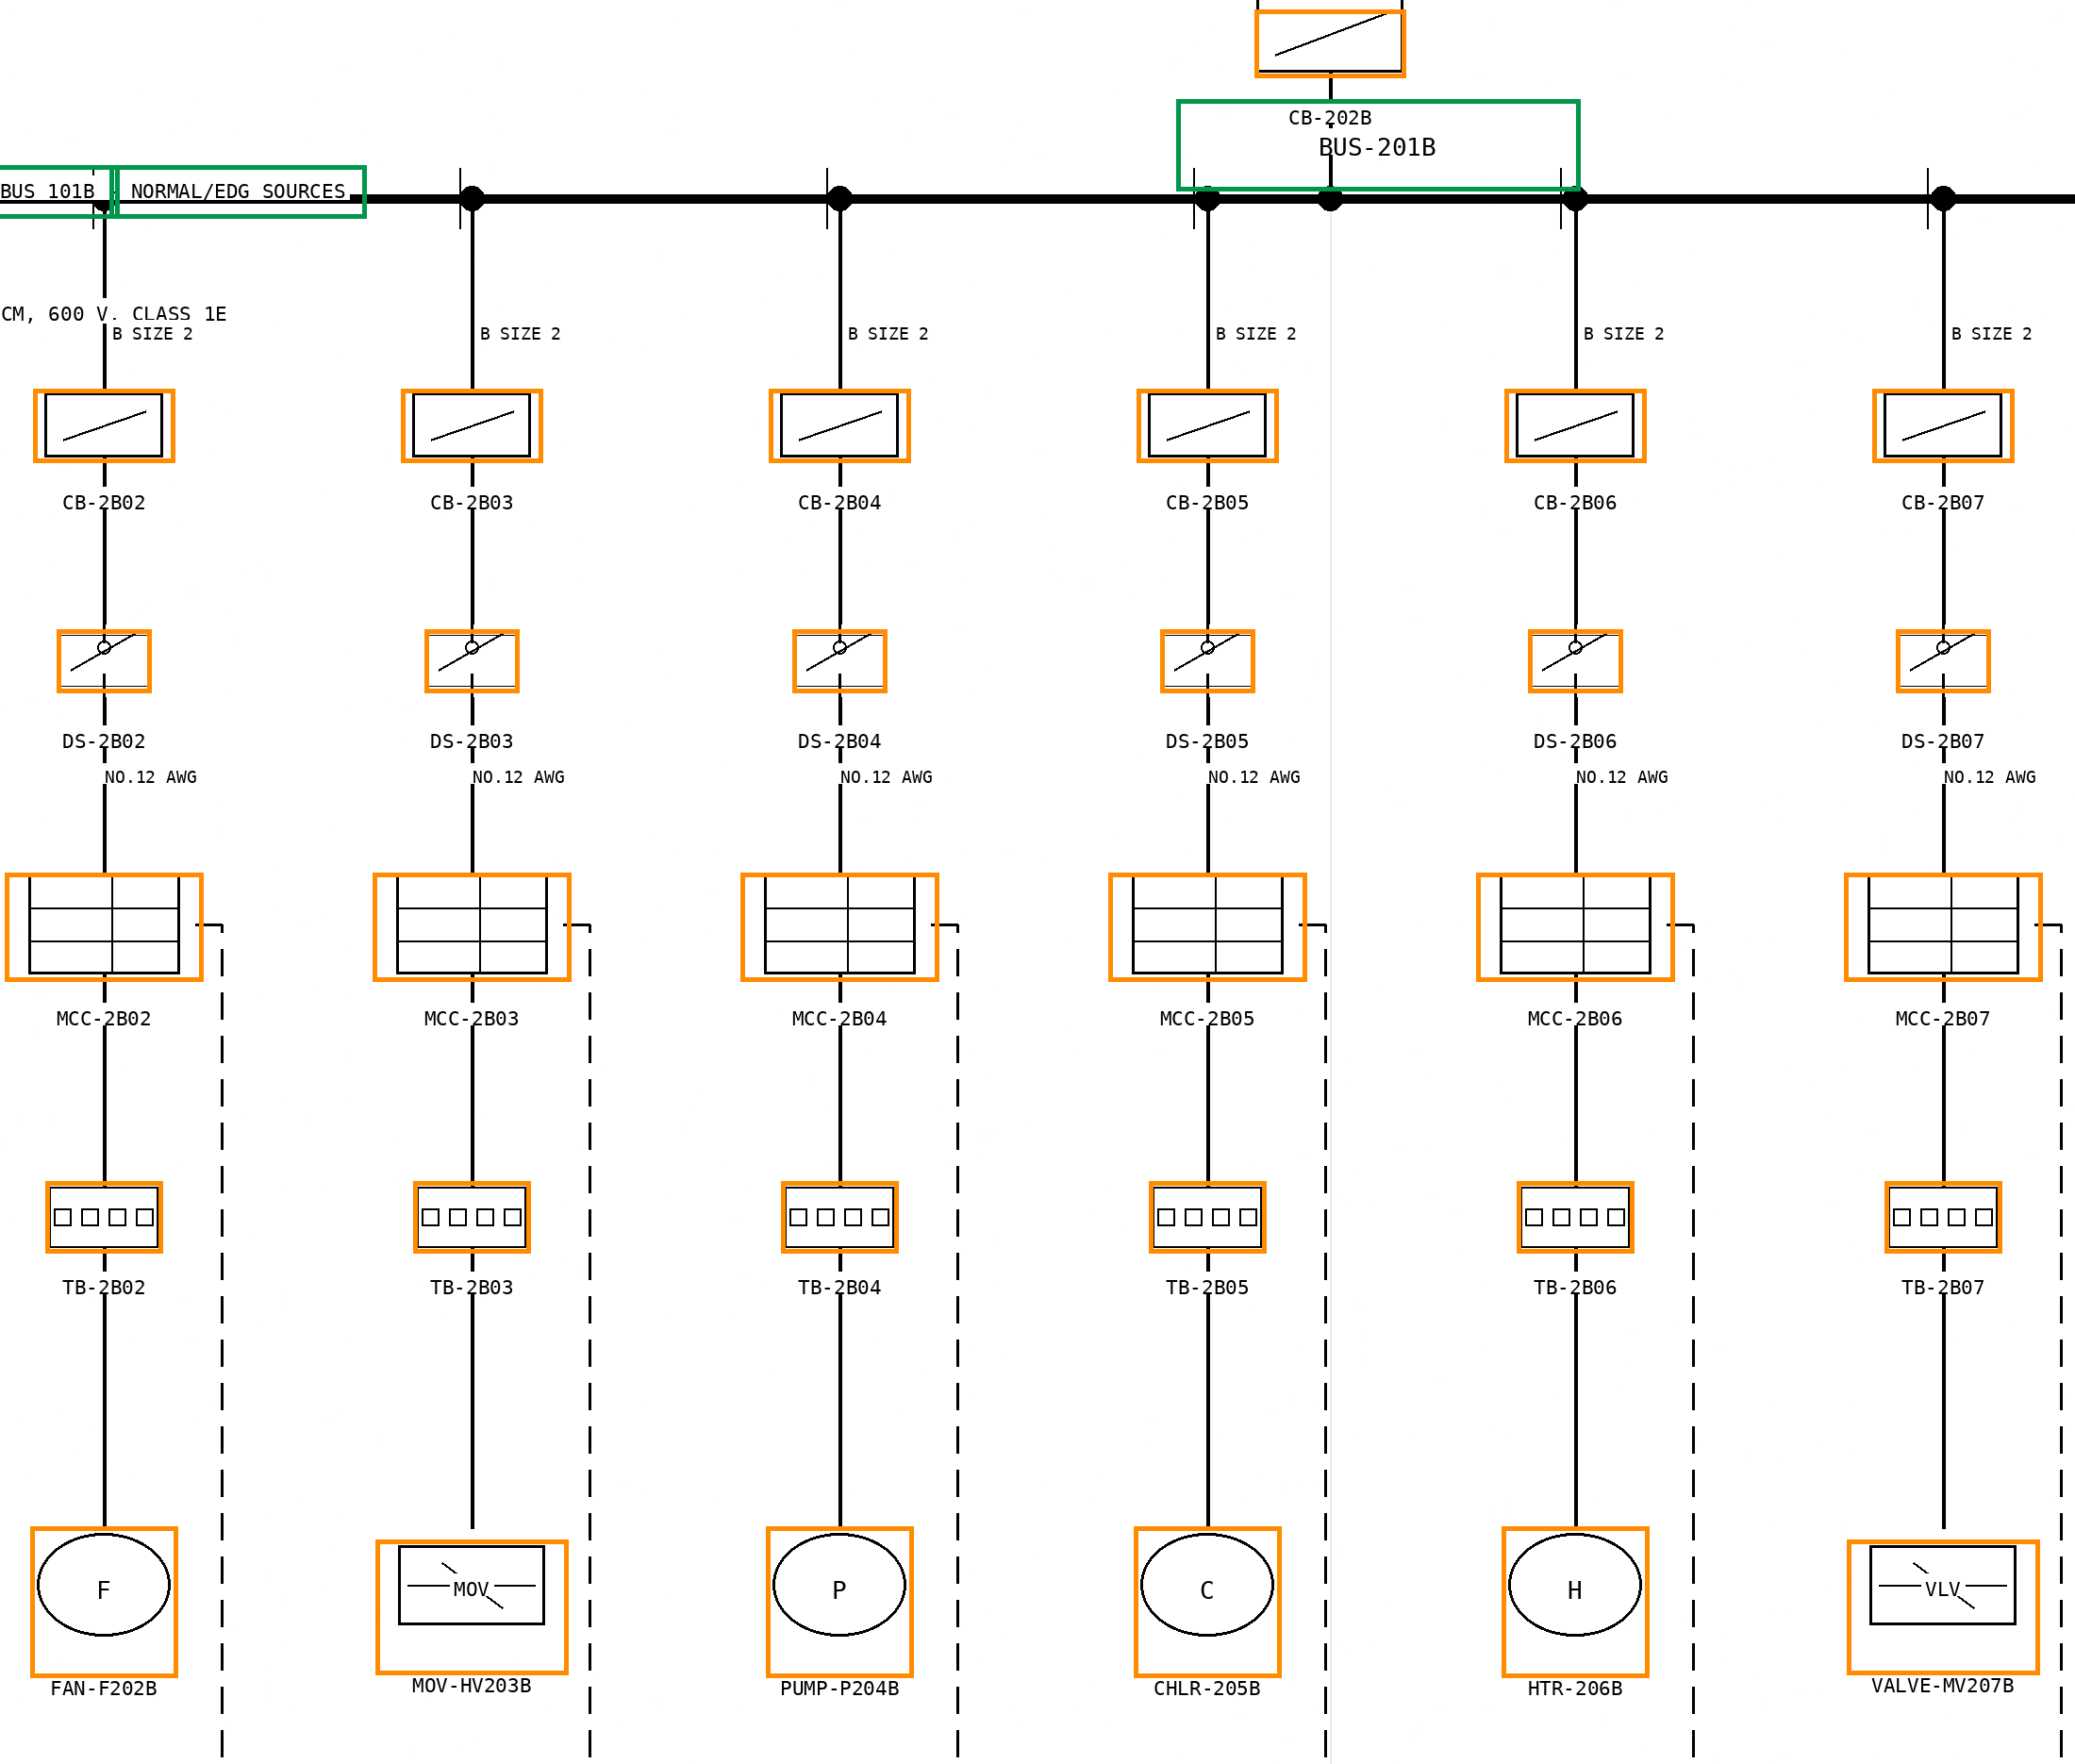 CB-202B
BUS-201B
BUS 101B
NORMAL/EDG SOURCES
CM, 600 V. CLASS 1E
B SIZE 2
B SIZE 2
B SIZE 2
B SIZE 2
B SIZE 2
B SIZE 2
CB-2B02
CB-2B03
CB-2B04
CB-2B05
CB-2B06
CB-2B07
DS-2B02
DS-2B03
DS-2B04
DS-2B05
DS-2B06
DS-2B07
NO.12 AWG
NO.12 AWG
NO.12 AWG
NO.12 AWG
NO.12 AWG
NO.12 AWG
MCC-2B02
MCC-2B03
MCC-2B04
MCC-2B05
MCC-2B06
MCC-2B07
TB-2B02
TB-2B03
TB-2B04
TB-2B05
TB-2B06
TB-2B07
F
MOV
P
C
H
VLV
FAN-F202B
MOV-HV203B
PUMP-P204B
CHLR-205B
HTR-206B
VALVE-MV207B